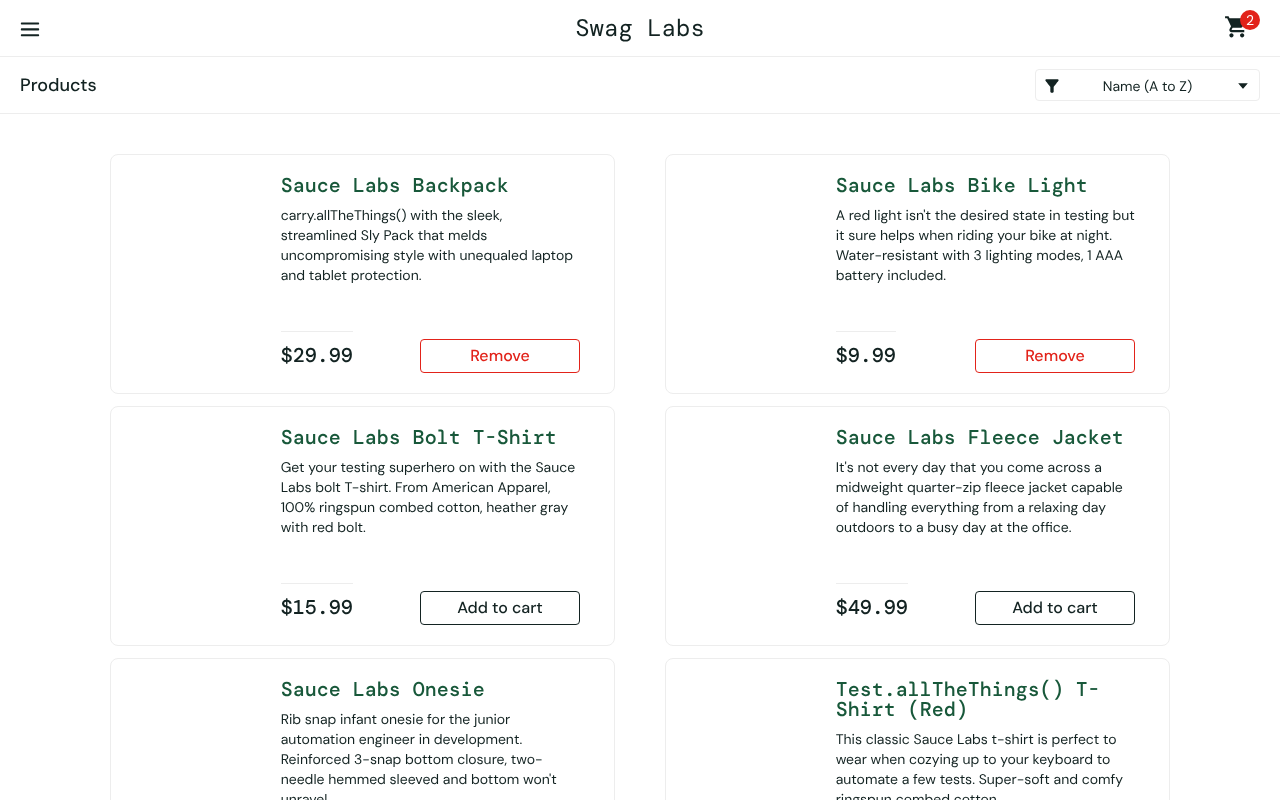 Swag Labs
2
Products
Name (A to Z)
Sauce Labs Backpack
carry.allTheThings() with the sleek,
streamlined Sly Pack that melds
uncompromising style with unequaled laptop
and tablet protection.
$29.99
Remove
Sauce Labs Bike Light
A red light isn't the desired state in testing but
it sure helps when riding your bike at night.
Water-resistant with 3 lighting modes, 1 AAA
battery included.
$9.99
Remove
Sauce Labs Bolt T-Shirt
Get your testing superhero on with the Sauce
Labs bolt T-shirt. From American Apparel,
100% ringspun combed cotton, heather gray
with red bolt.
$15.99
Add to cart
Sauce Labs Fleece Jacket
It's not every day that you come across a
midweight quarter-zip fleece jacket capable
of handling everything from a relaxing day
outdoors to a busy day at the office.
$49.99
Add to cart
Sauce Labs Onesie
Rib snap infant onesie for the junior
automation engineer in development.
Reinforced 3-snap bottom closure, two-
needle hemmed sleeved and bottom won't
unravel.
Test.allTheThings() T-
Shirt (Red)
This classic Sauce Labs t-shirt is perfect to
wear when cozying up to your keyboard to
automate a few tests. Super-soft and comfy
ringspun combed cotton.